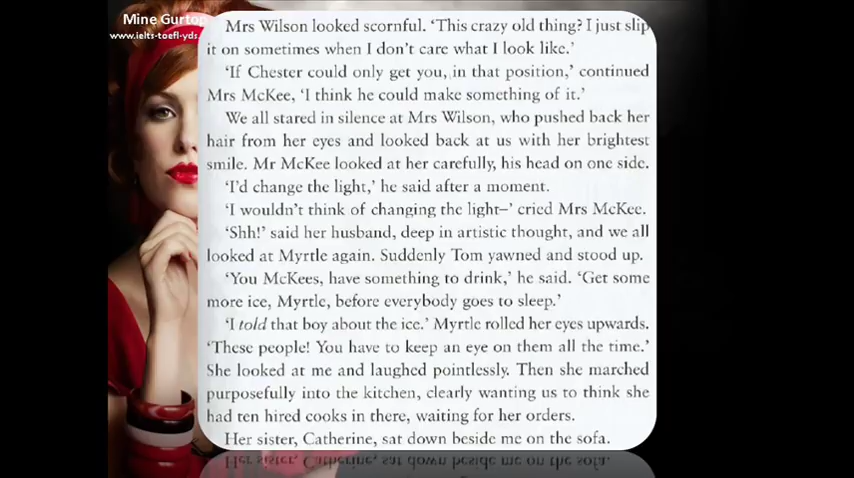 Mine Gurtop
www.ielts-toefl-yds.
Mrs Wilson looked scornful. ‘This crazy old thing? I just slip
it on sometimes when I don’t care what I look like.’
‘If Chester could only get you, in that position,’ continued
Mrs McKee, ‘I think he could make something of it.’
We all stared in silence at Mrs Wilson, who pushed back her
hair from her eyes and looked back at us with her brightest
smile. Mr McKee looked at her carefully, his head on one side.
‘I’d change the light,’ he said after a moment.
‘I wouldn’t think of changing the light–’ cried Mrs McKee.
‘Shh!’ said her husband, deep in artistic thought, and we all
looked at Myrtle again. Suddenly Tom yawned and stood up.
‘You McKees, have something to drink,’ he said. ‘Get some
more ice, Myrtle, before everybody goes to sleep.’
‘I told that boy about the ice.’ Myrtle rolled her eyes upwards.
‘These people! You have to keep an eye on them all the time.’
She looked at me and laughed pointlessly. Then she marched
purposefully into the kitchen, clearly wanting us to think she
had ten hired cooks in there, waiting for her orders.
Her sister, Catherine, sat down beside me on the sofa.